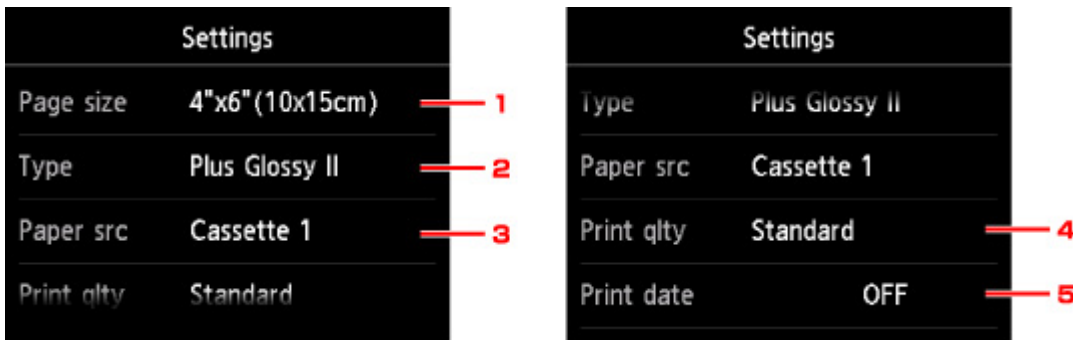 Settings
Page size 4"x6"(10x15cm) 1
Type Plus Glossy II 2
Paper src Cassette 1 3
Print qlty Standard
Settings
Type Plus Glossy II
Paper src Cassette 1
Print qlty Standard 4
Print date OFF 5